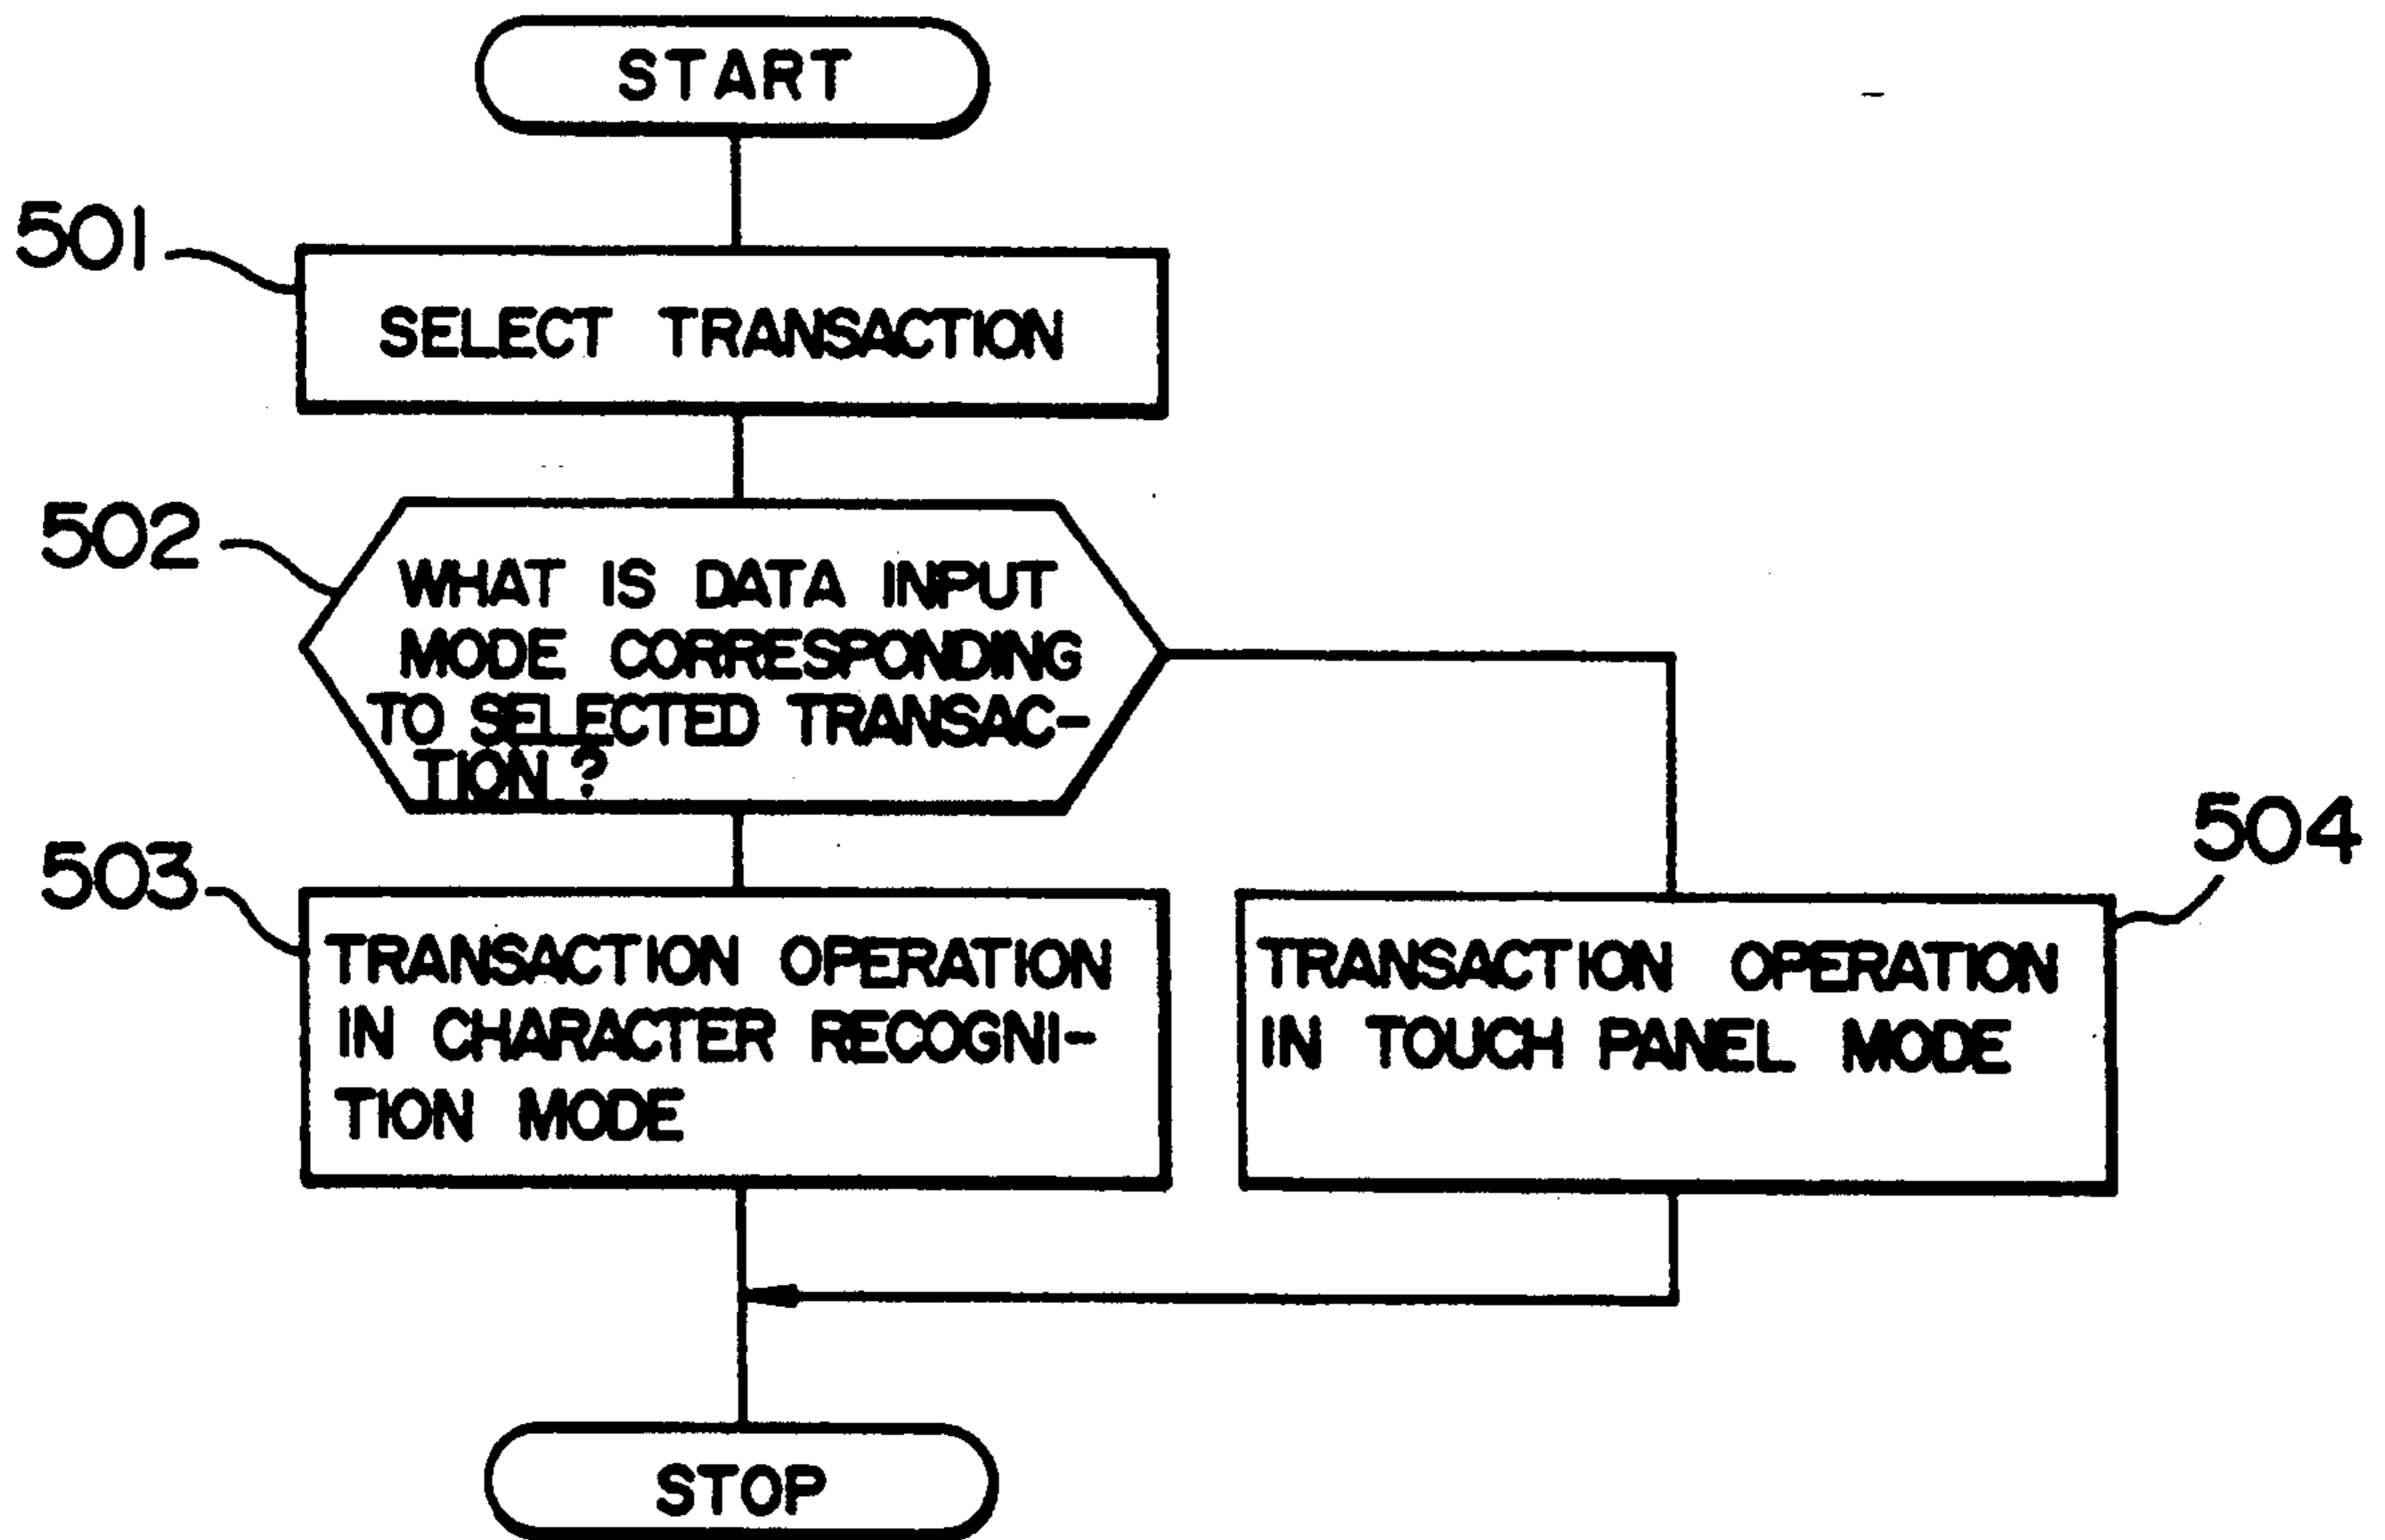 START
501
SELECT TRANSACTION
502
WHAT IS DATA INPUT
MODE CORRESPONDING
TO SELECTED TRANSAC-
TION ?
503
TRANSACTION OPERATION
IN CHARACTER RECOGNI-
TION MODE
504
TRANSACTION OPERATION
IN TOUCH PANEL MODE
STOP